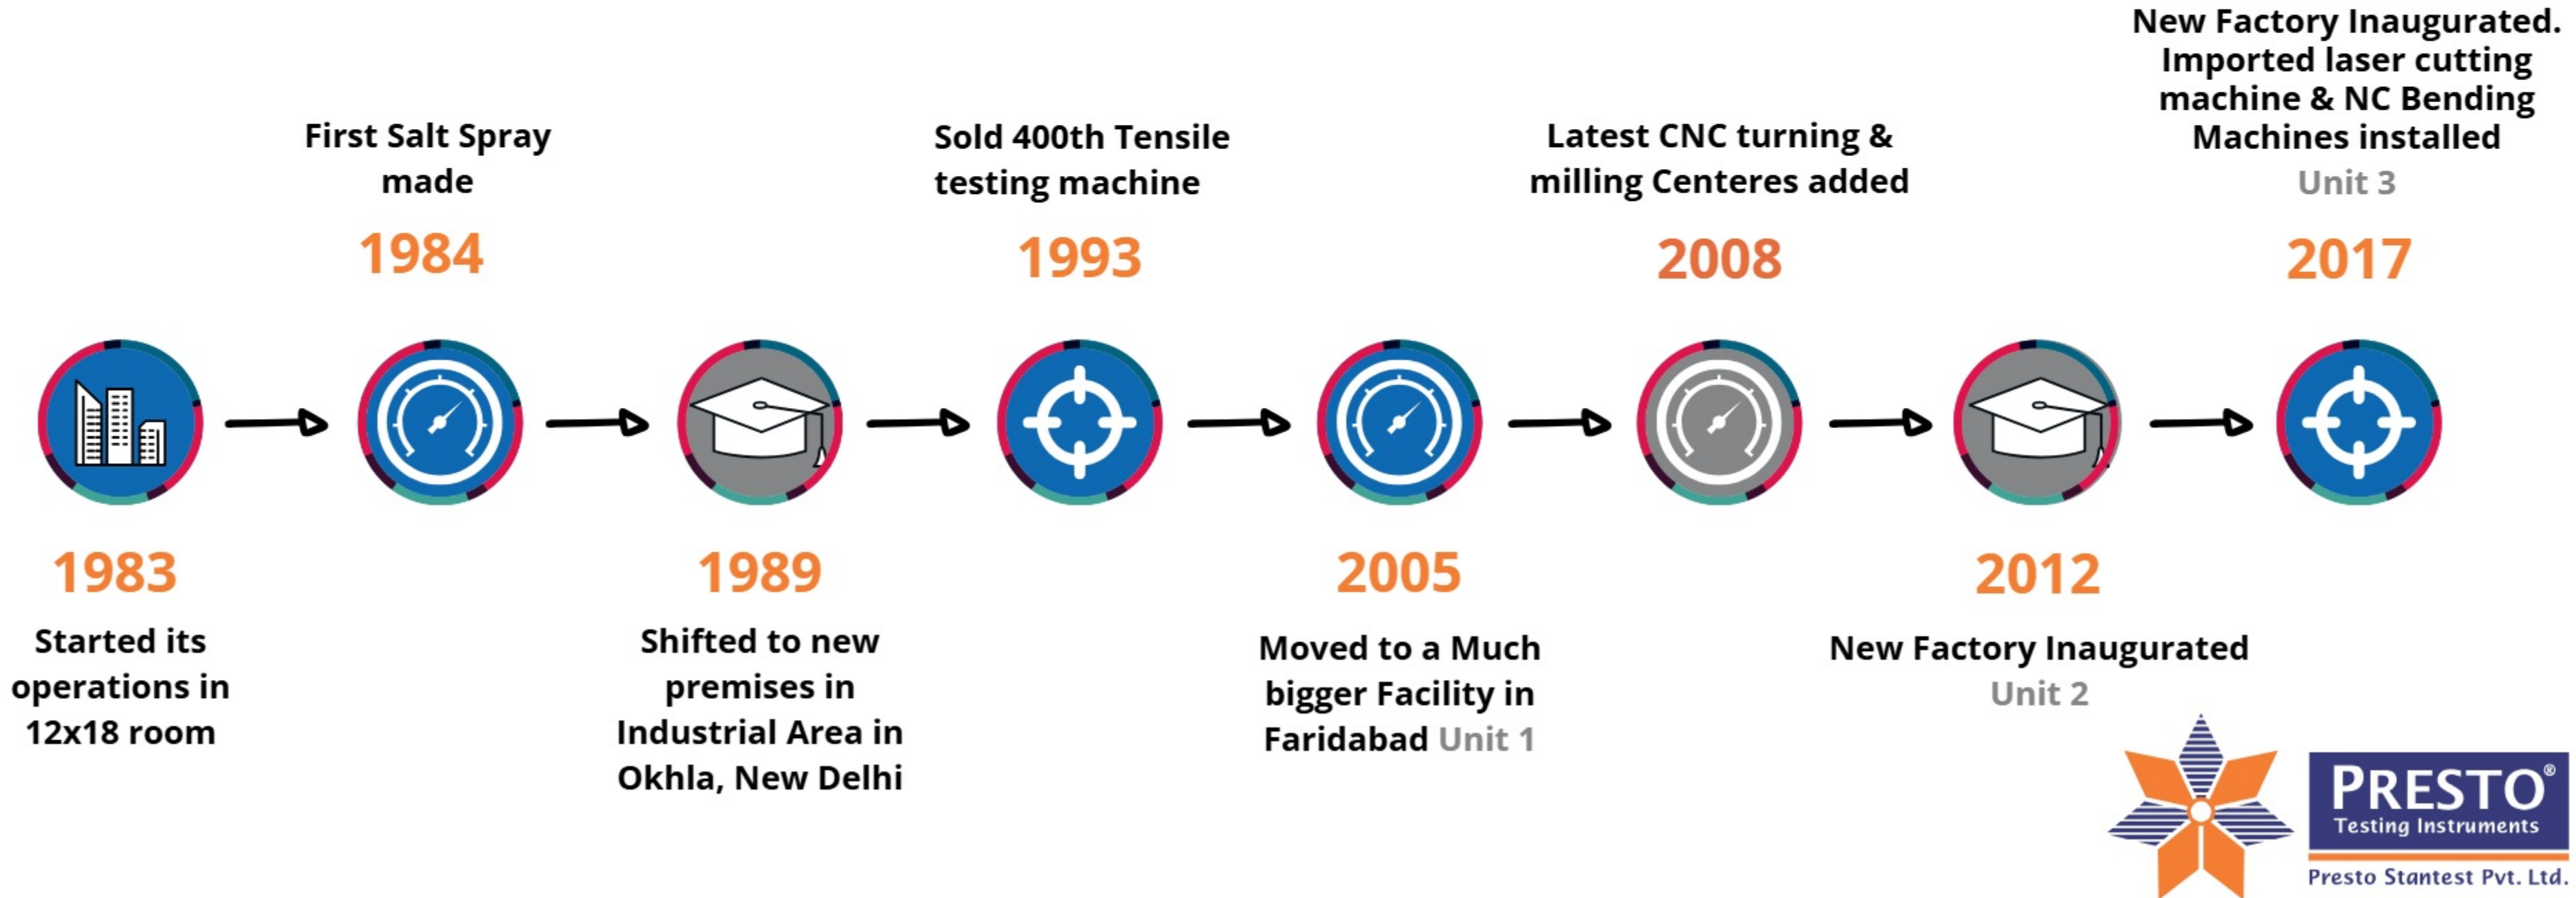 1983
Started its
operations in
12x18 room
First Salt Spray
made
1984
1989
Shifted to new
premises in
Industrial Area in
Okhla, New Delhi
Sold 400th Tensile
testing machine
1993
2005
Moved to a Much
bigger Facility in
Faridabad Unit 1
Latest CNC turning &
milling Centeres added
2008
2012
New Factory Inaugurated
Unit 2
New Factory Inaugurated.
Imported laser cutting
machine & NC Bending
Machines installed
Unit 3
2017
PRESTO®
Testing Instruments
Presto Stantest Pvt. Ltd.